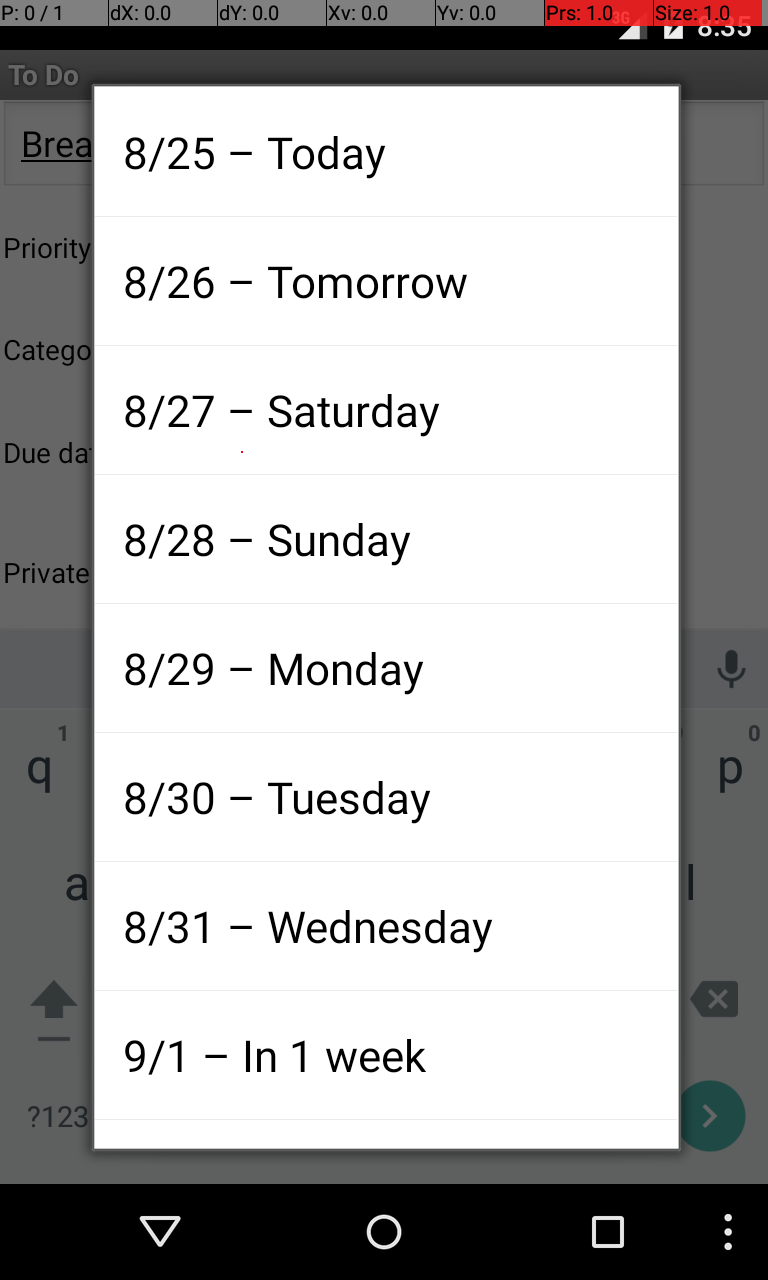 P: 0 / 1 dX: 0.0 dY: 0.0 Xv: 0.0 Yv: 0.0 Prs: 1.0 Size: 1.0
3G 8:35
To Do
8/25 – Today
8/26 – Tomorrow
8/27 – Saturday
8/28 – Sunday
8/29 – Monday
8/30 – Tuesday
8/31 – Wednesday
9/1 – In 1 week
Brea
Priority
Catego
Due da
Private
1 0
q p
a l
?123